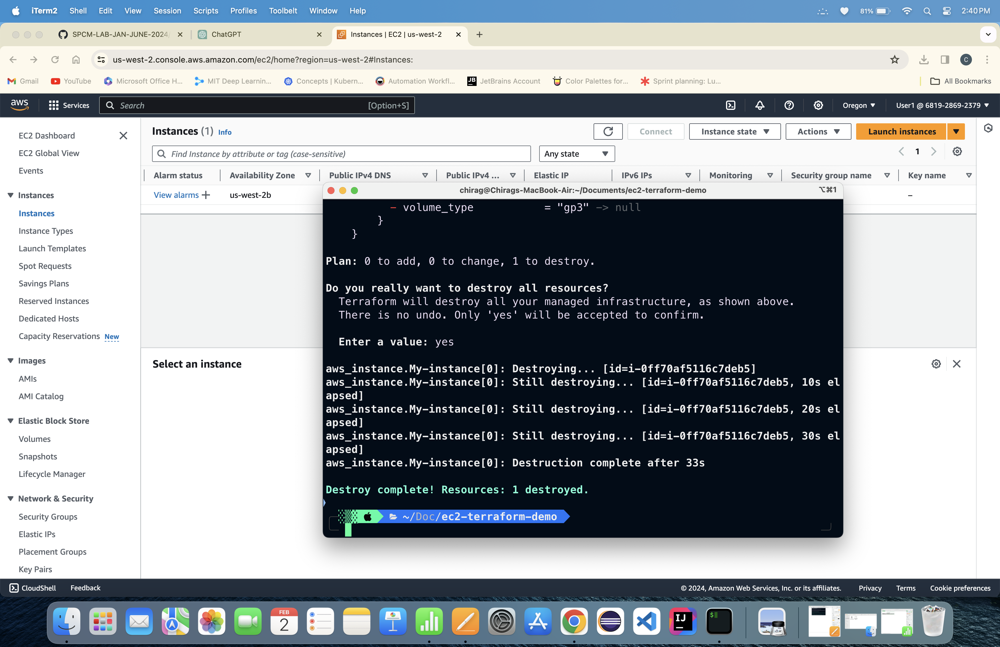 iTerm2 Shell Edit View Session Scripts Profiles Toolbelt Window Help 81% 2:40 PM
SPCM-LAB-JAN-JUNE-2024/ ChatGPT Instances | EC2 | us-west-2
us-west-2.console.aws.amazon.com/ec2/home?region=us-west-2#Instances: C
Gmail YouTube Microsoft Office H... MIT Deep Learnin... Concepts | Kubern... Automation Workfl... JB JetBrains Account Color Palettes for... Sprint planning: Lu... All Bookmarks
aws Services Search [Option+S] Oregon User1 @ 6819-2869-2379
EC2 Dashboard
EC2 Global View
Events
Instances
Instances
Instance Types
Launch Templates
Spot Requests
Savings Plans
Reserved Instances
Dedicated Hosts
Capacity Reservations New
Images
AMIs
AMI Catalog
Elastic Block Store
Volumes
Snapshots
Lifecycle Manager
Network & Security
Security Groups
Elastic IPs
Placement Groups
Key Pairs
Instances (1) Info Connect Instance state Actions Launch instances
Find Instance by attribute or tag (case-sensitive) Any state 1
Alarm status Availability Zone Public IPv4 DNS Public IPv4 ... Elastic IP IPv6 IPs Monitoring Security group name Key name
View alarms + us-west-2b –
Select an instance
chirag@Chirags-MacBook-Air:~/Documents/ec2-terraform-demo ⌥⌘1
- volume_type = "gp3" -> null
}
}
Plan: 0 to add, 0 to change, 1 to destroy.
Do you really want to destroy all resources?
Terraform will destroy all your managed infrastructure, as shown above.
There is no undo. Only 'yes' will be accepted to confirm.
Enter a value: yes
aws_instance.My-instance[0]: Destroying... [id=i-0ff70af5116c7deb5]
aws_instance.My-instance[0]: Still destroying... [id=i-0ff70af5116c7deb5, 10s el
apsed]
aws_instance.My-instance[0]: Still destroying... [id=i-0ff70af5116c7deb5, 20s el
apsed]
aws_instance.My-instance[0]: Still destroying... [id=i-0ff70af5116c7deb5, 30s el
apsed]
aws_instance.My-instance[0]: Destruction complete after 33s
Destroy complete! Resources: 1 destroyed.
~/Doc/ec2-terraform-demo
CloudShell Feedback © 2024, Amazon Web Services, Inc. or its affiliates. Privacy Terms Cookie preferences
FEB
2
IJ
$